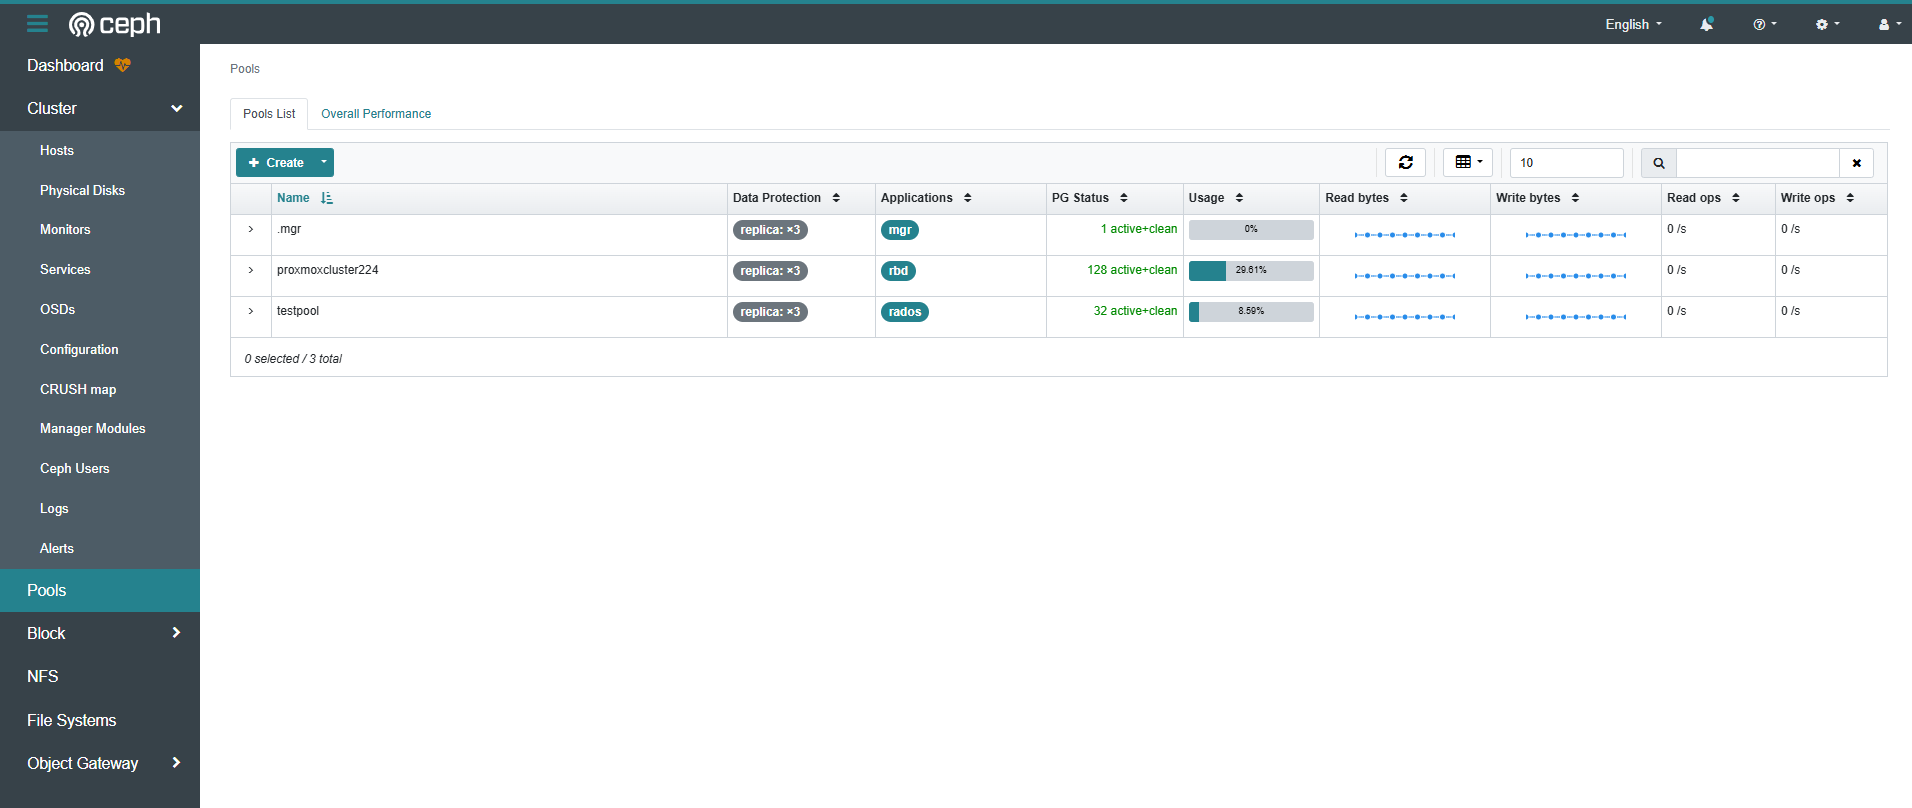 ceph
English
Dashboard
Cluster
Hosts
Physical Disks
Monitors
Services
OSDs
Configuration
CRUSH map
Manager Modules
Ceph Users
Logs
Alerts
Pools
Block
NFS
File Systems
Object Gateway
Pools
Pools List Overall Performance
Create 10
Name Data Protection Applications PG Status Usage Read bytes Write bytes Read ops Write ops
.mgr replica: ×3 mgr 1 active+clean 0% 0 /s 0 /s
proxmoxcluster224 replica: ×3 rbd 128 active+clean 29.61% 0 /s 0 /s
testpool replica: ×3 rados 32 active+clean 8.59% 0 /s 0 /s
0 selected / 3 total